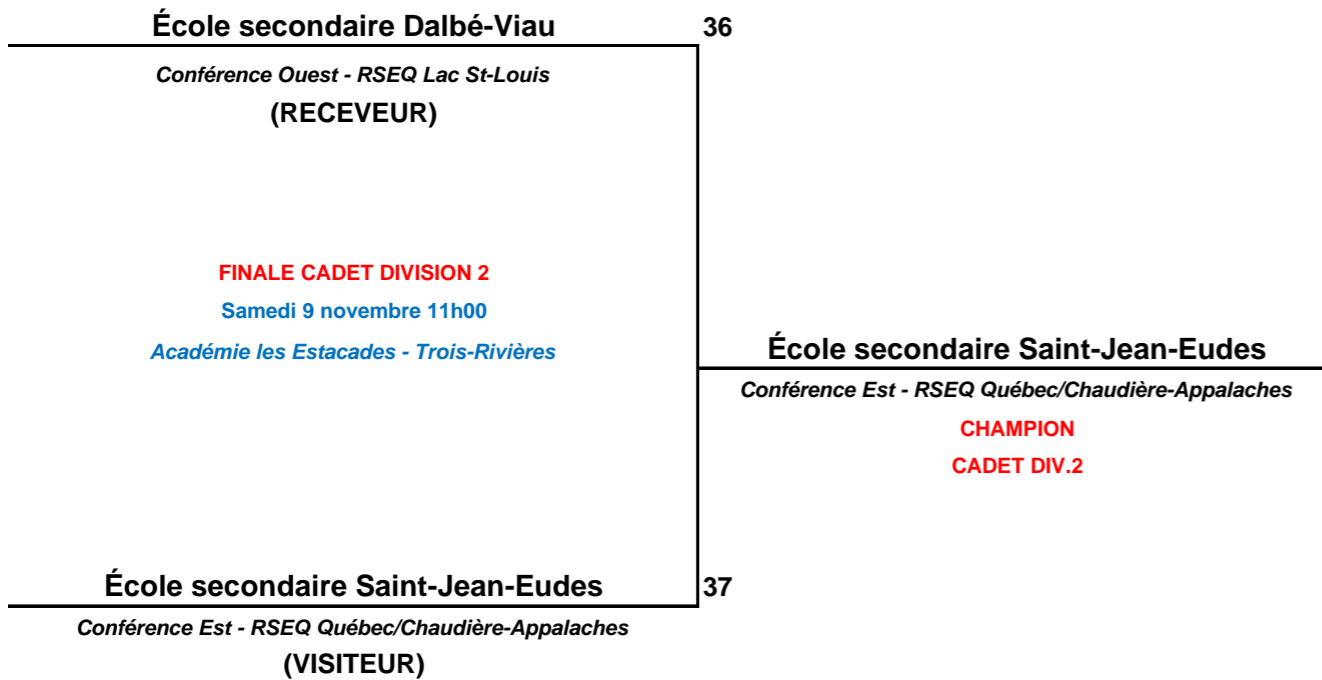 École secondaire Dalbé-Viau 36
Conférence Ouest - RSEQ Lac St-Louis
(RECEVEUR)
FINALE CADET DIVISION 2
Samedi 9 novembre 11h00
Académie les Estacades - Trois-Rivières
École secondaire Saint-Jean-Eudes
Conférence Est - RSEQ Québec/Chaudière-Appalaches
CHAMPION
CADET DIV.2
École secondaire Saint-Jean-Eudes 37
Conférence Est - RSEQ Québec/Chaudière-Appalaches
(VISITEUR)